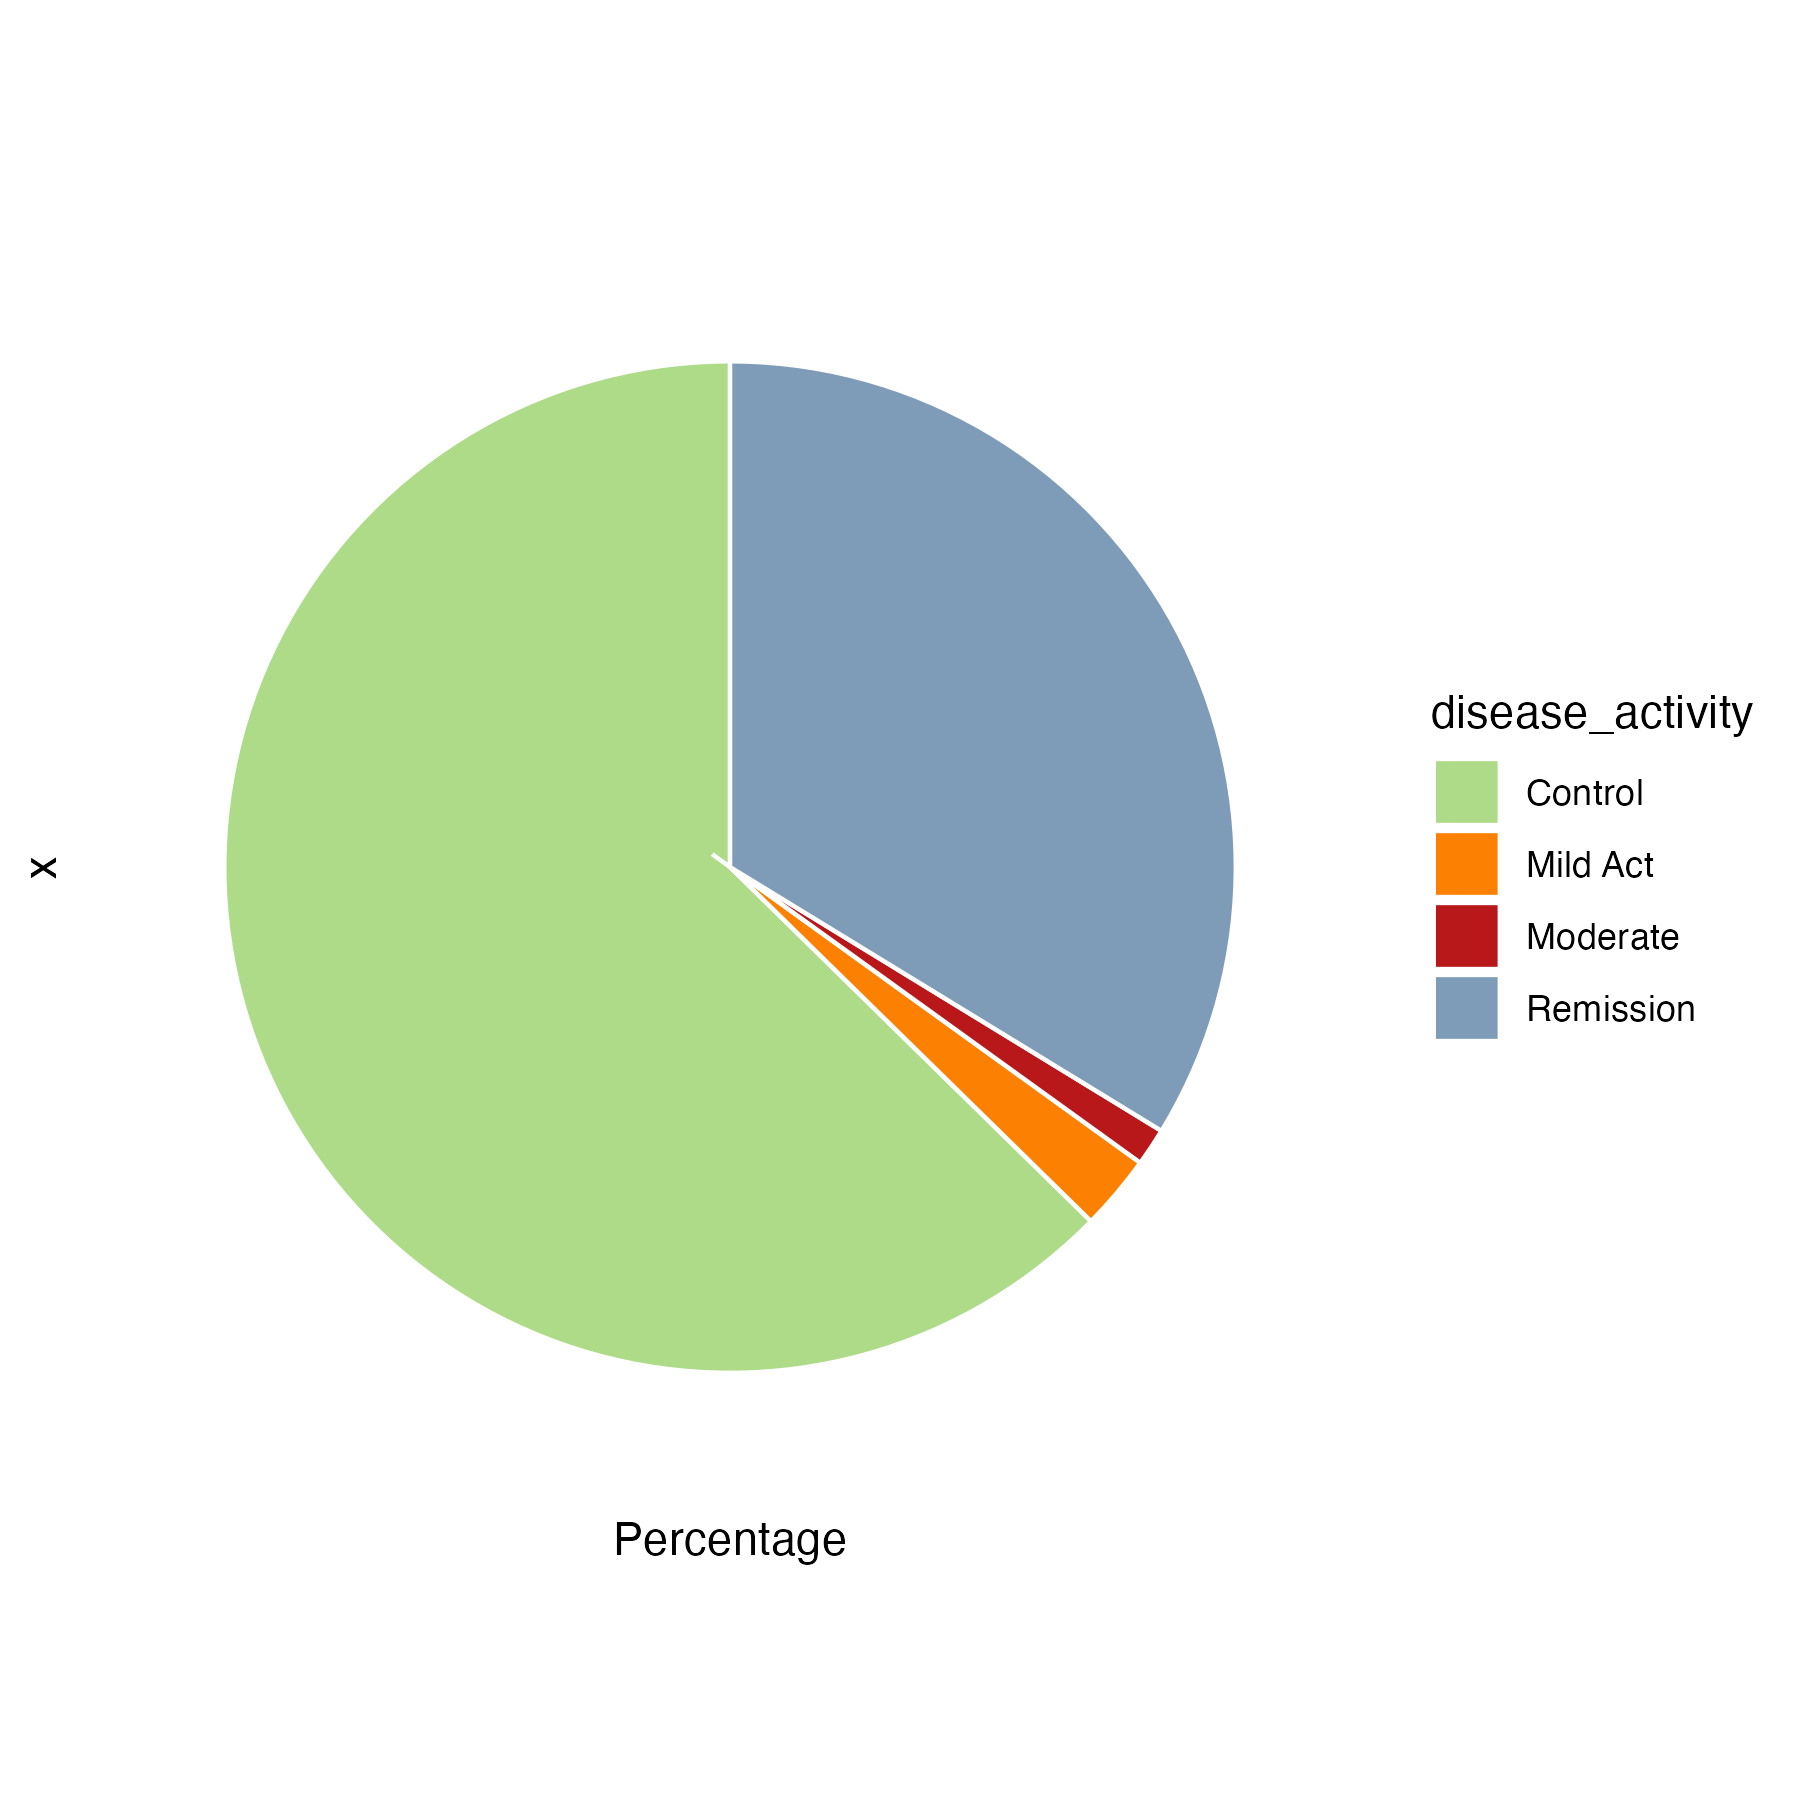 x
Percentage
disease_activity
Control
Mild Act
Moderate
Remission